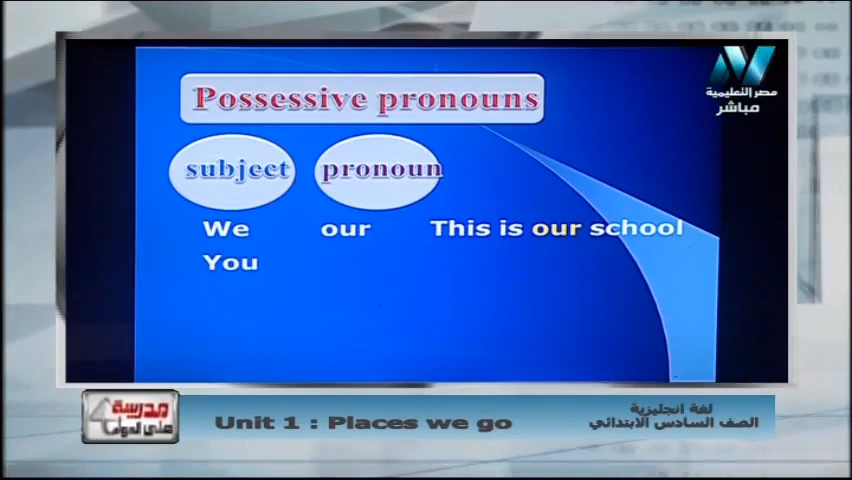 مصر التعليمية
مباشر
Possessive pronouns
subject pronoun
We our This is our school
You
مدرسة
على الهواء
Unit 1 : Places we go
لغة انجليزية
الصف السادس الابتدائي